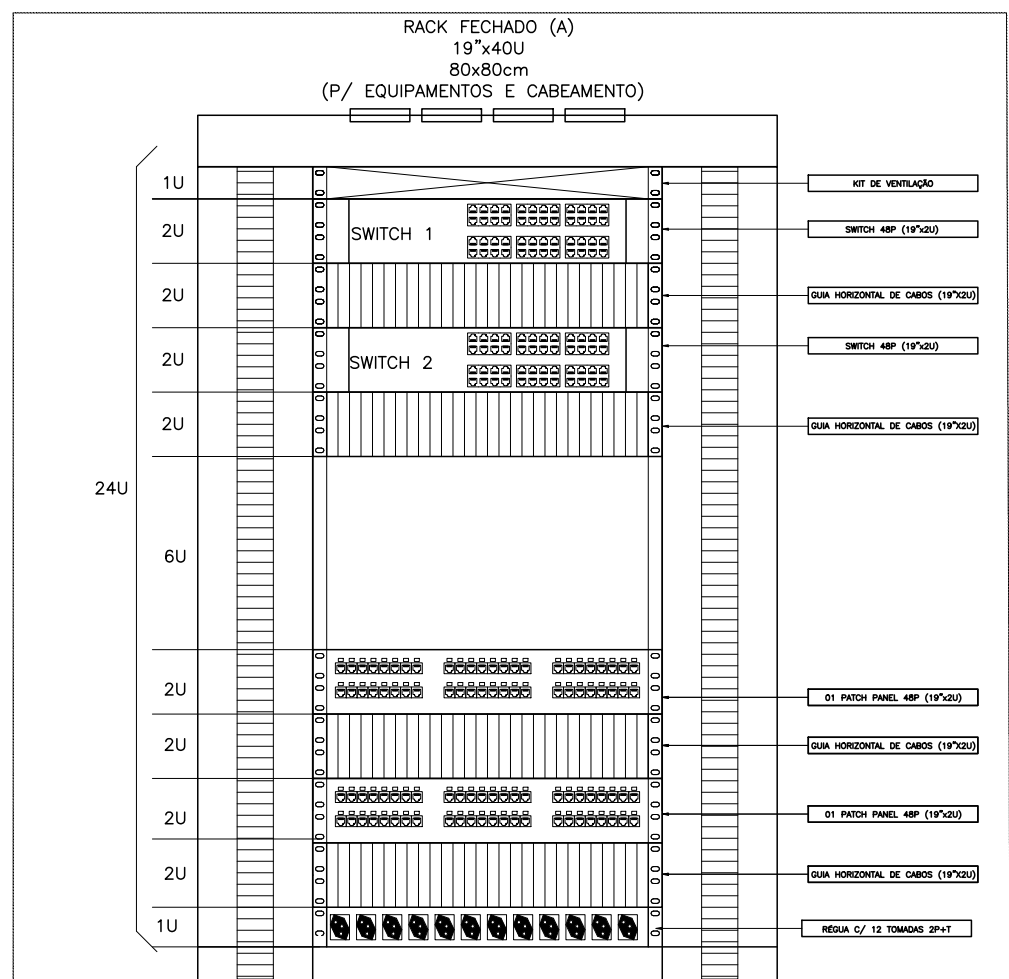 RACK FECHADO (A)
19"x40U
80x80cm
(P/ EQUIPAMENTOS E CABEAMENTO)
1U
KIT DE VENTILAÇÃO
2U
SWITCH 1
SWITCH 48P (19"x2U)
2U
GUIA HORIZONTAL DE CABOS (19"X2U)
2U
SWITCH 2
SWITCH 48P (19"x2U)
2U
GUIA HORIZONTAL DE CABOS (19"X2U)
24U
6U
2U
01 PATCH PANEL 48P (19"x2U)
2U
GUIA HORIZONTAL DE CABOS (19"X2U)
2U
01 PATCH PANEL 48P (19"x2U)
2U
GUIA HORIZONTAL DE CABOS (19"X2U)
1U
RÉGUA C/ 12 TOMADAS 2P+T